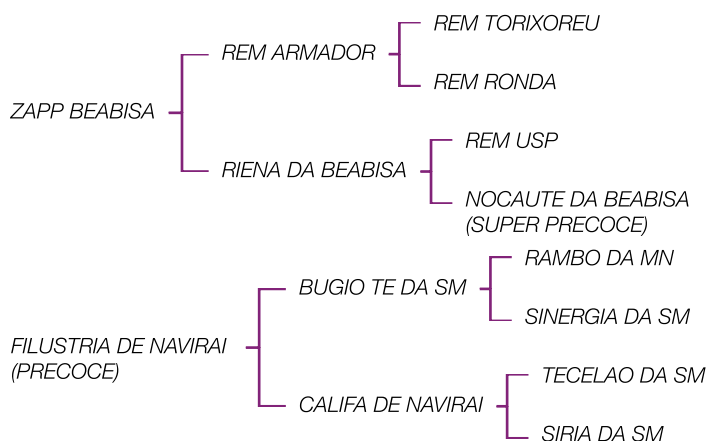 REM TORIXOREU
REM ARMADOR
REM RONDA
ZAPP BEABISA
REM USP
RIENA DA BEABISA
NOCAUTE DA BEABISA
(SUPER PRECOCE)
RAMBO DA MN
BUGIO TE DA SM
SINERGIA DA SM
FILUSTRIA DE NAVIRAI
(PRECOCE)
TECELAO DA SM
CALIFA DE NAVIRAI
SIRIA DA SM